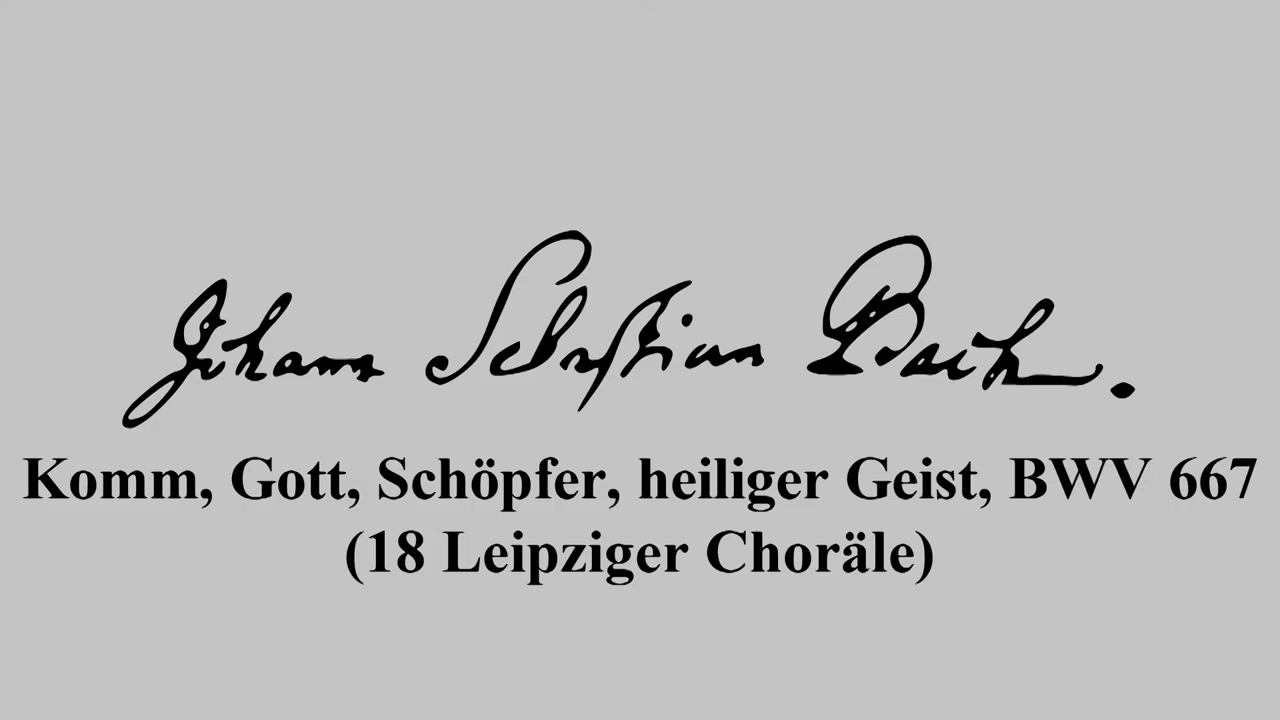 Johann Sebastian Bach.
Komm, Gott, Schöpfer, heiliger Geist, BWV 667
(18 Leipziger Choräle)